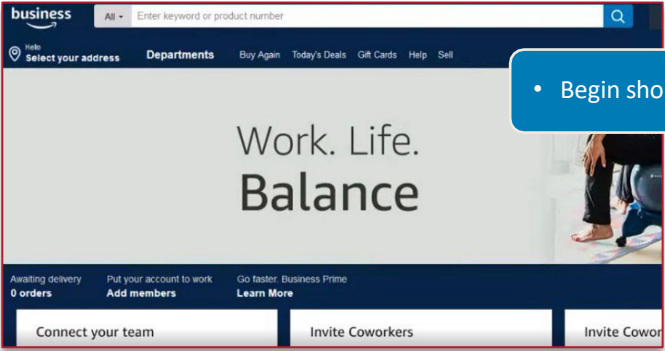 business
All
Enter keyword or product number
Hello
Select your address
Departments
Buy Again
Today's Deals
Gift Cards
Help
Sell
• Begin sho
Work. Life.
Balance
Awaiting delivery
0 orders
Put your account to work
Add members
Go faster. Business Prime
Learn More
Connect your team
Invite Coworkers
Invite Cowor